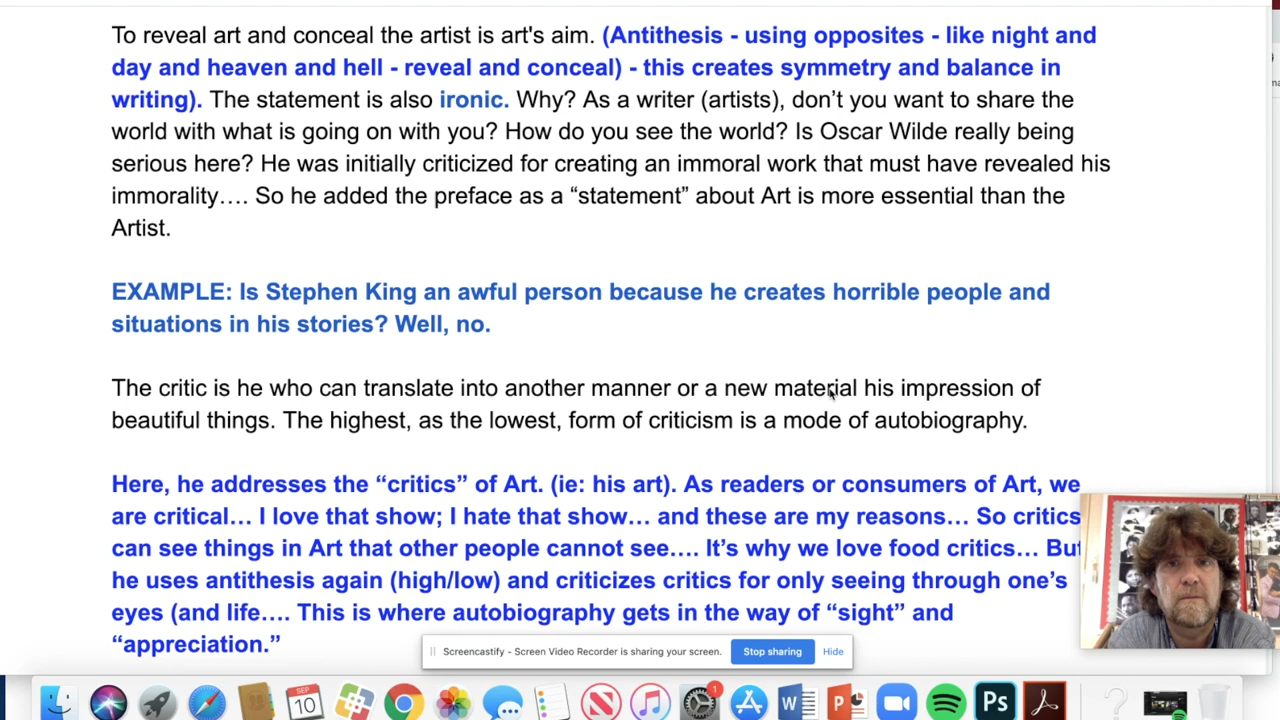 To reveal art and conceal the artist is art's aim. (Antithesis - using opposites - like night and
day and heaven and hell - reveal and conceal) - this creates symmetry and balance in
writing). The statement is also ironic. Why? As a writer (artists), don’t you want to share the
world with what is going on with you? How do you see the world? Is Oscar Wilde really being
serious here? He was initially criticized for creating an immoral work that must have revealed his
immorality…. So he added the preface as a “statement” about Art is more essential than the
Artist.
EXAMPLE: Is Stephen King an awful person because he creates horrible people and
situations in his stories? Well, no.
The critic is he who can translate into another manner or a new material his impression of
beautiful things. The highest, as the lowest, form of criticism is a mode of autobiography.
Here, he addresses the “critics” of Art. (ie: his art). As readers or consumers of Art, we
are critical… I love that show; I hate that show… and these are my reasons… So critics
can see things in Art that other people cannot see…. It’s why we love food critics… But
he uses antithesis again (high/low) and criticizes critics for only seeing through one’s
eyes (and life…. This is where autobiography gets in the way of “sight” and
“appreciation.”
Screencastify - Screen Video Recorder is sharing your screen. Stop sharing Hide
SEP
10
1
W
P
Ps
?